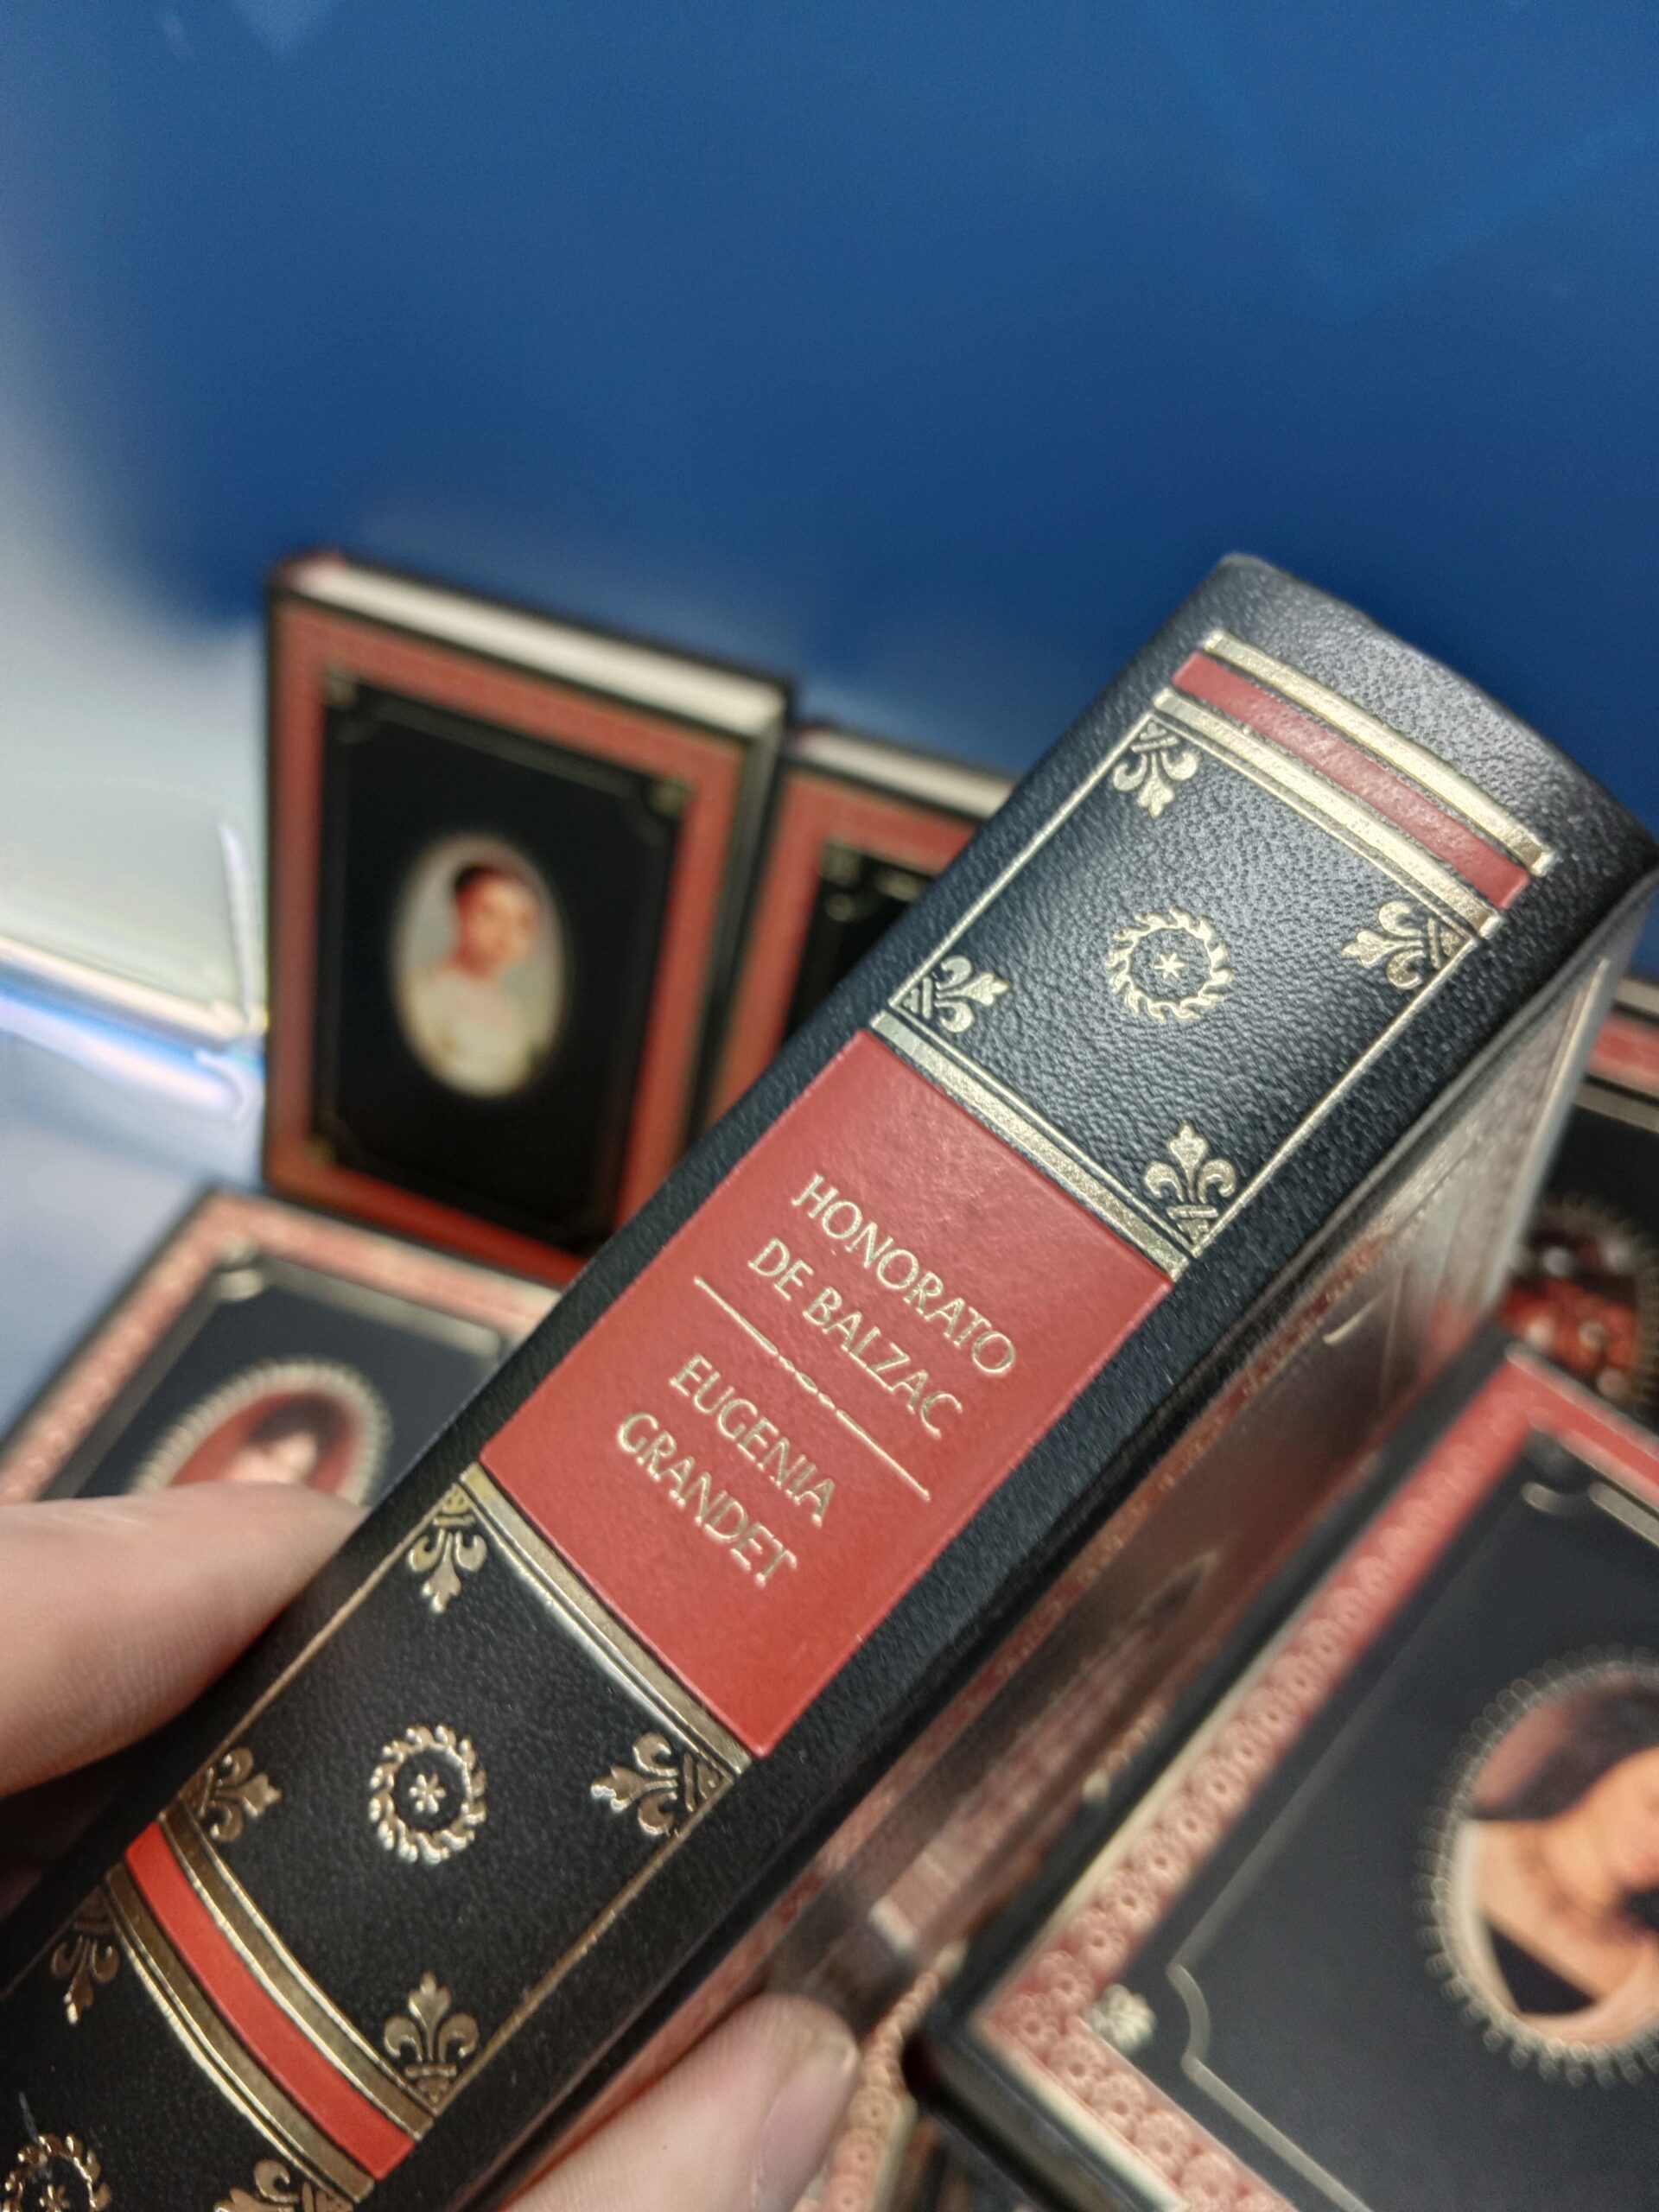 HONORATO
DE BALZAC
EUGENIA
GRANDET